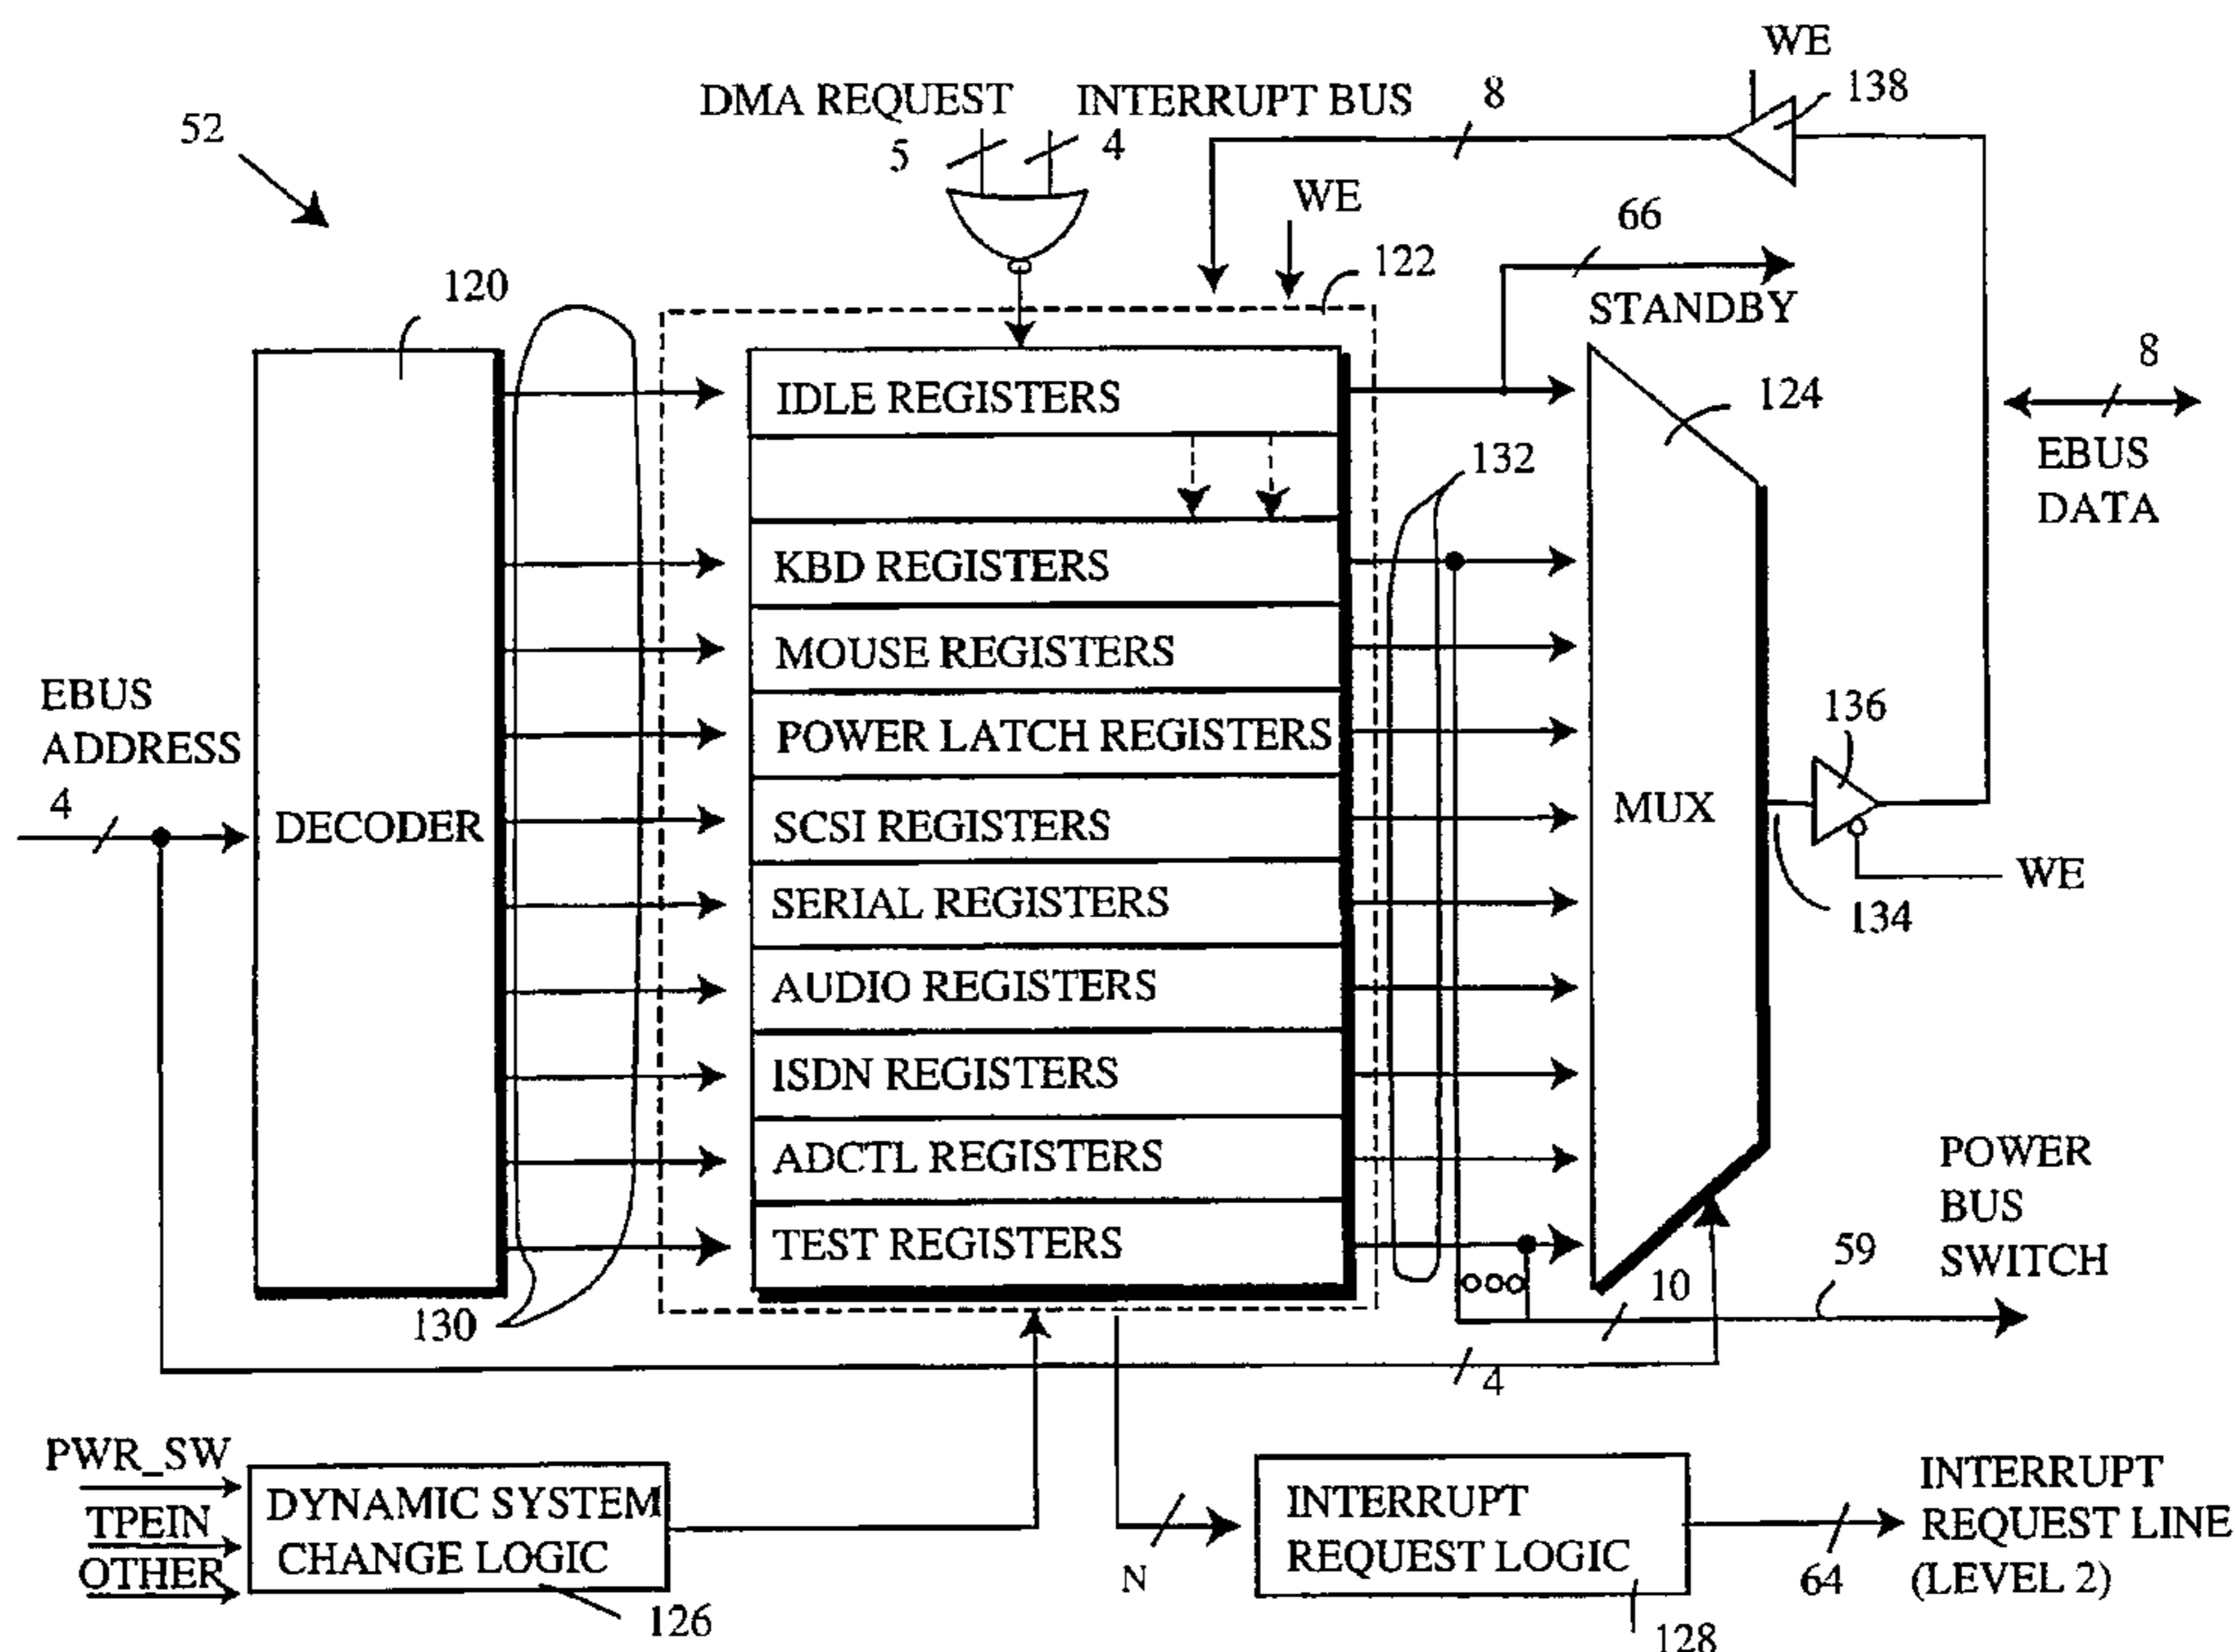 WE
138
DMA REQUEST
INTERRUPT BUS
8
5
4
52
WE
66
122
STANDBY
120
8
EBUS
DATA
124
IDLE REGISTERS
132
KBD REGISTERS
MOUSE REGISTERS
POWER LATCH REGISTERS
SCSI REGISTERS
SERIAL REGISTERS
AUDIO REGISTERS
ISDN REGISTERS
ADCTL REGISTERS
TEST REGISTERS
EBUS
ADDRESS
4
DECODER
MUX
136
WE
134
POWER
BUS
SWITCH
59
10
130
4
PWR_SW
TPEIN
OTHER
DYNAMIC SYSTEM
CHANGE LOGIC
126
N
INTERRUPT
REQUEST LOGIC
128
64
INTERRUPT
REQUEST LINE
(LEVEL 2)